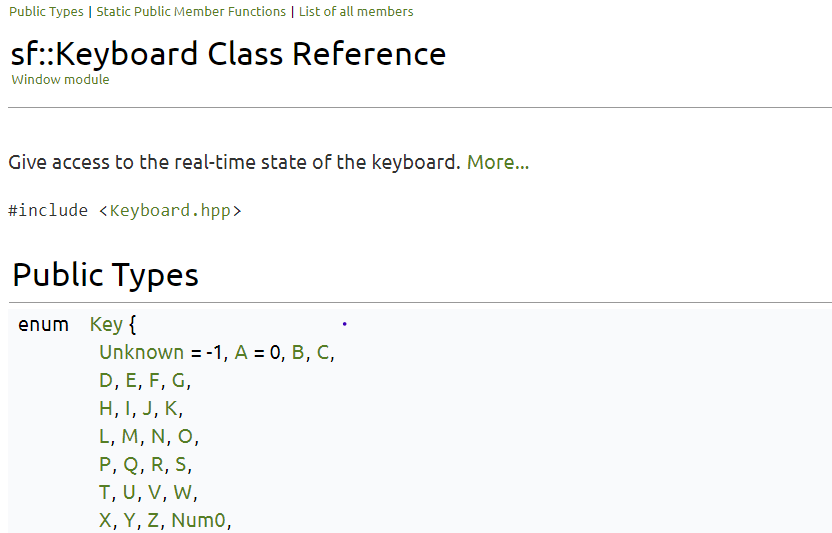 Public Types | Static Public Member Functions | List of all members
sf::Keyboard Class Reference
Window module
Give access to the real-time state of the keyboard. More...
#include <Keyboard.hpp>
Public Types
enum Key {
Unknown = -1, A = 0, B, C,
D, E, F, G,
H, I, J, K,
L, M, N, O,
P, Q, R, S,
T, U, V, W,
X, Y, Z, Num0,